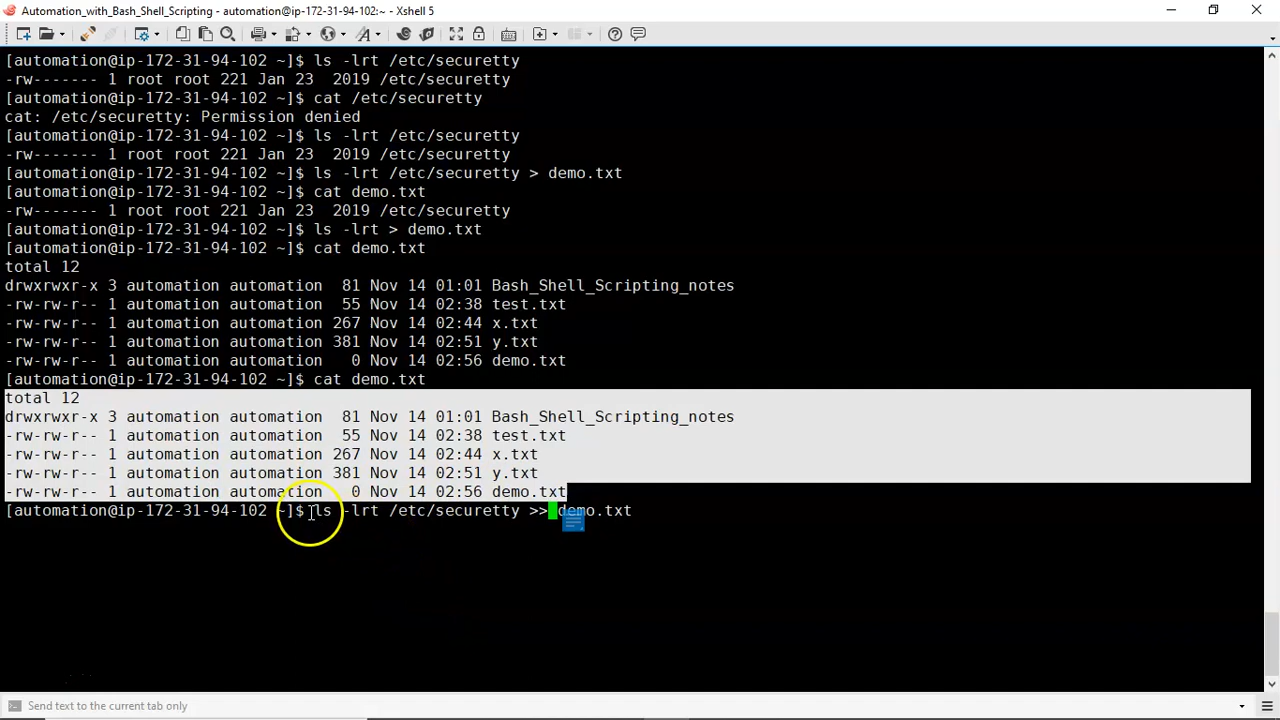 Automation_with_Bash_Shell_Scripting - automation@ip-172-31-94-102:~ - Xshell 5
[automation@ip-172-31-94-102 ~]$ ls -lrt /etc/securetty
-rw------- 1 root root 221 Jan 23  2019 /etc/securetty
[automation@ip-172-31-94-102 ~]$ cat /etc/securetty
cat: /etc/securetty: Permission denied
[automation@ip-172-31-94-102 ~]$ ls -lrt /etc/securetty
-rw------- 1 root root 221 Jan 23  2019 /etc/securetty
[automation@ip-172-31-94-102 ~]$ ls -lrt /etc/securetty > demo.txt
[automation@ip-172-31-94-102 ~]$ cat demo.txt
-rw------- 1 root root 221 Jan 23  2019 /etc/securetty
[automation@ip-172-31-94-102 ~]$ ls -lrt > demo.txt
[automation@ip-172-31-94-102 ~]$ cat demo.txt
total 12
drwxrwxr-x 3 automation automation  81 Nov 14 01:01 Bash_Shell_Scripting_notes
-rw-rw-r-- 1 automation automation  55 Nov 14 02:38 test.txt
-rw-rw-r-- 1 automation automation 267 Nov 14 02:44 x.txt
-rw-rw-r-- 1 automation automation 381 Nov 14 02:51 y.txt
-rw-rw-r-- 1 automation automation   0 Nov 14 02:56 demo.txt
[automation@ip-172-31-94-102 ~]$ cat demo.txt
total 12
drwxrwxr-x 3 automation automation  81 Nov 14 01:01 Bash_Shell_Scripting_notes
-rw-rw-r-- 1 automation automation  55 Nov 14 02:38 test.txt
-rw-rw-r-- 1 automation automation 267 Nov 14 02:44 x.txt
-rw-rw-r-- 1 automation automation 381 Nov 14 02:51 y.txt
-rw-rw-r-- 1 automation automation   0 Nov 14 02:56 demo.txt
[automation@ip-172-31-94-102 ~]$ ls -lrt /etc/securetty >> demo.txt
Send text to the current tab only